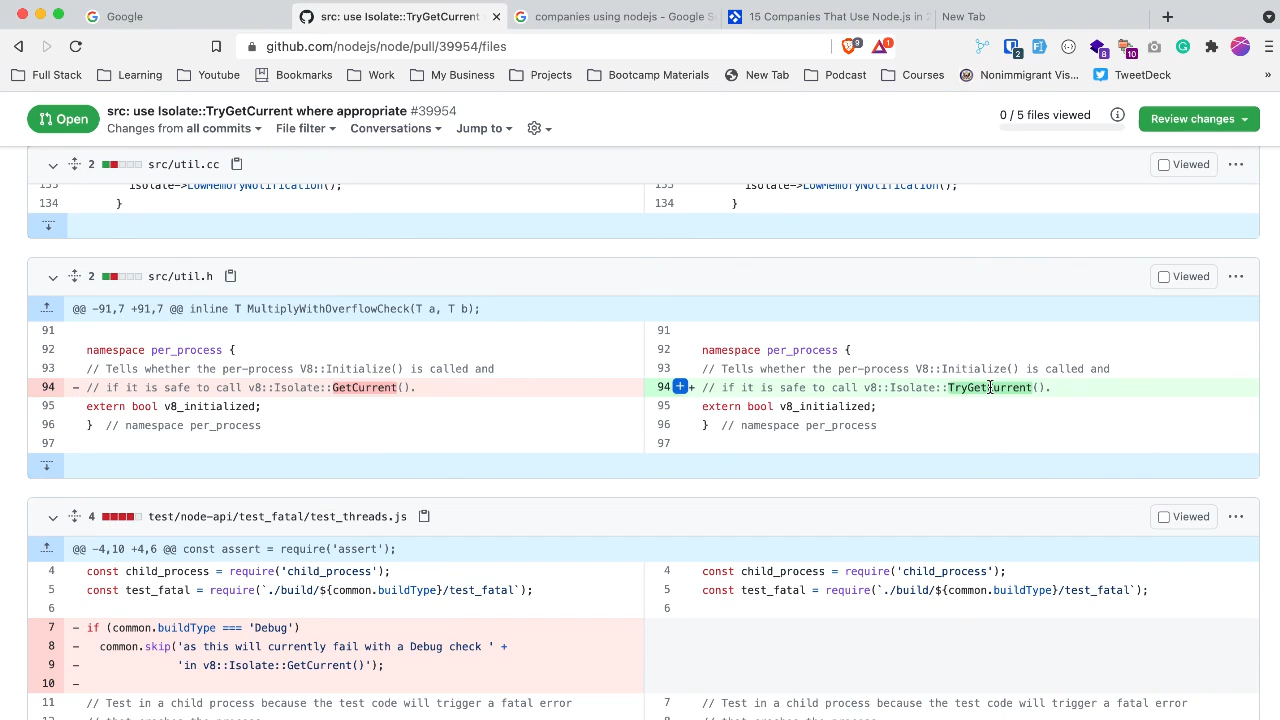 Google
src: use Isolate::TryGetCurrent
companies using nodejs - Google S
15 Companies That Use Node.js in 2
New Tab
github.com/nodejs/node/pull/39954/files
9
1
2
8
10
Full Stack
Learning
Youtube
Bookmarks
Work
My Business
Projects
Bootcamp Materials
New Tab
Podcast
Courses
Nonimmigrant Vis...
TweetDeck
»
Open
src: use Isolate::TryGetCurrent where appropriate #39954
Changes from all commits
File filter
Conversations
Jump to
0 / 5 files viewed
Review changes
2 src/util.cc
Viewed
133 isolate->LowMemoryNotification();
133 isolate->LowMemoryNotification();
134 }
134 }
2 src/util.h
Viewed
@@ -91,7 +91,7 @@ inline T MultiplyWithOverflowCheck(T a, T b);
91
91
92 namespace per_process {
92 namespace per_process {
93 // Tells whether the per-process V8::Initialize() is called and
93 // Tells whether the per-process V8::Initialize() is called and
94 - // if it is safe to call v8::Isolate::GetCurrent().
94 + // if it is safe to call v8::Isolate::TryGetCurrent().
95 extern bool v8_initialized;
95 extern bool v8_initialized;
96 } // namespace per_process
96 } // namespace per_process
97
97
4 test/node-api/test_fatal/test_threads.js
Viewed
@@ -4,10 +4,6 @@ const assert = require('assert');
4 const child_process = require('child_process');
4 const child_process = require('child_process');
5 const test_fatal = require(`./build/${common.buildType}/test_fatal`);
5 const test_fatal = require(`./build/${common.buildType}/test_fatal`);
6
6
7 - if (common.buildType === 'Debug')
8 - common.skip('as this will currently fail with a Debug check ' +
9 - 'in v8::Isolate::GetCurrent()');
10 -
11 // Test in a child process because the test code will trigger a fatal error
7 // Test in a child process because the test code will trigger a fatal error